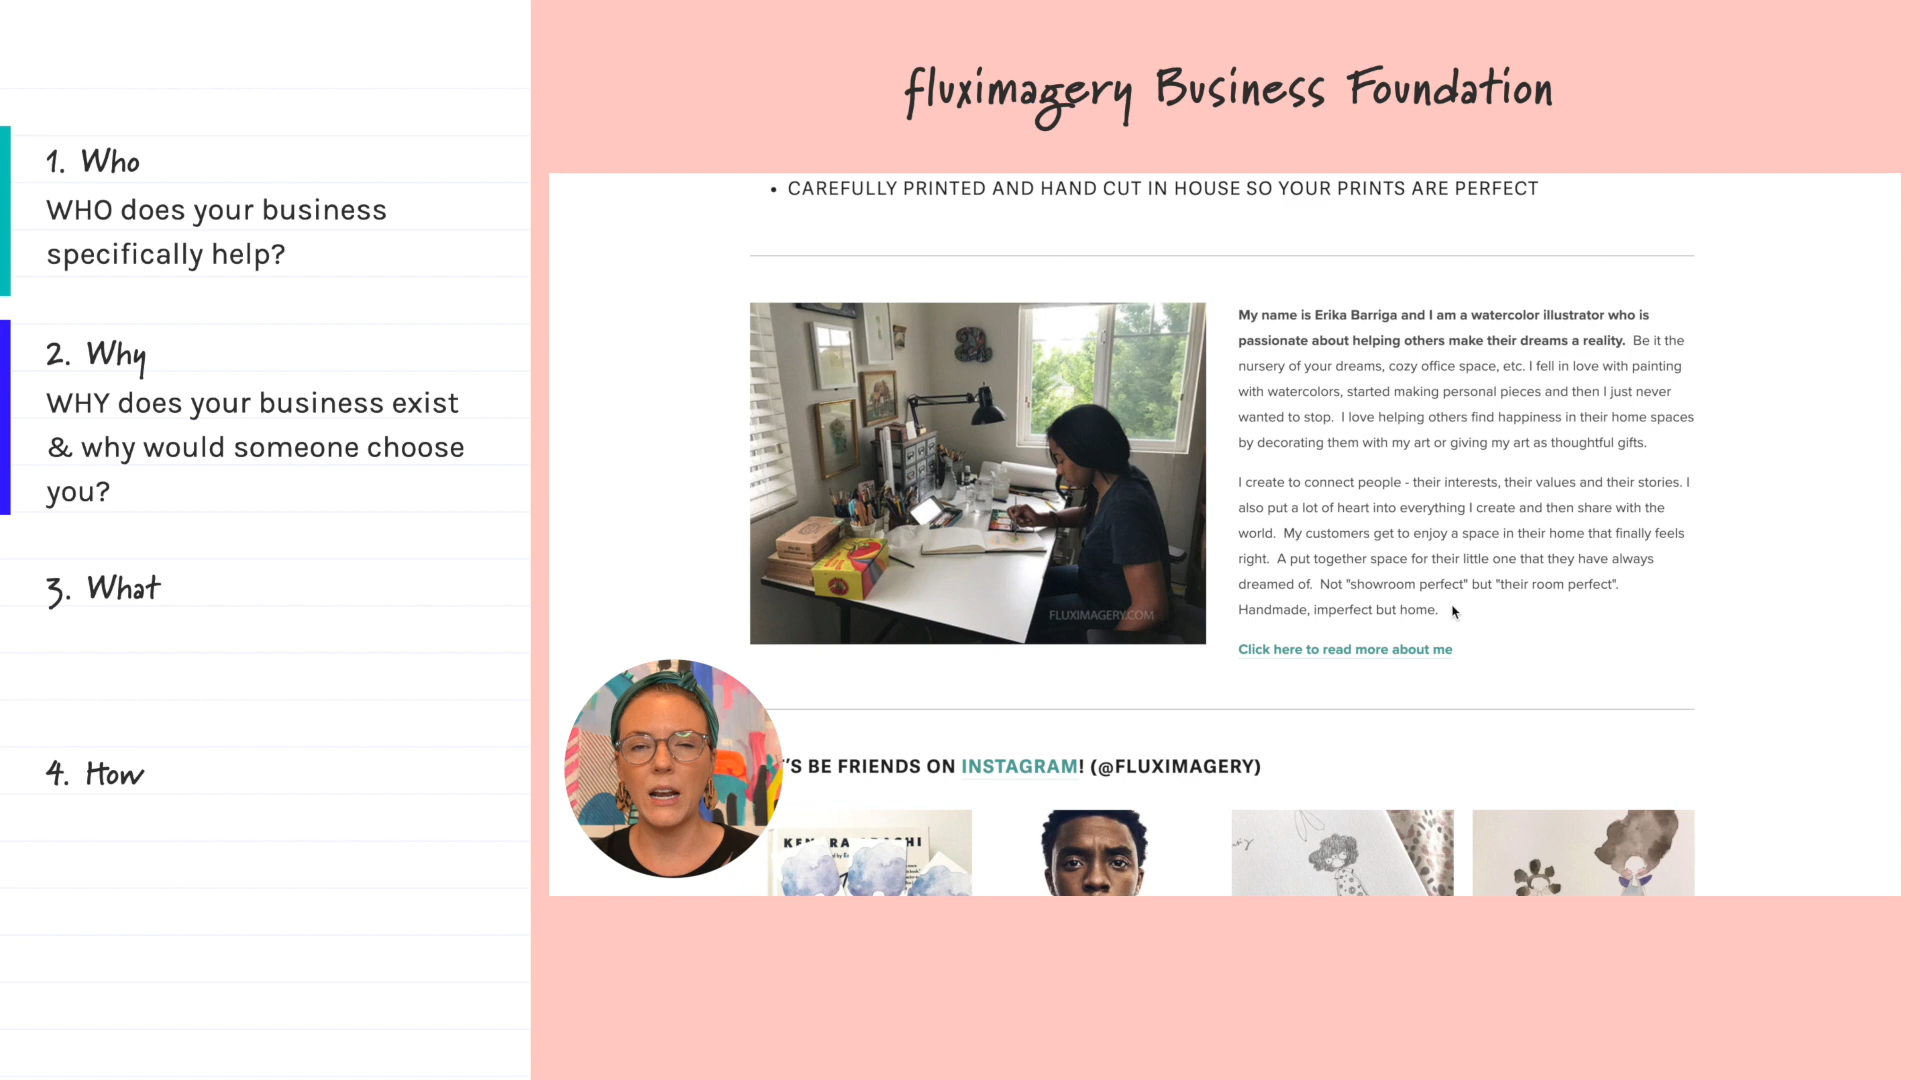 1. Who
WHO does your business
specifically help?
2. Why
WHY does your business exist
& why would someone choose
you?
3. What
4. How
fluximagery Business Foundation
• CAREFULLY PRINTED AND HAND CUT IN HOUSE SO YOUR PRINTS ARE PERFECT
FLUXIMAGERY.COM
My name is Erika Barriga and I am a watercolor illustrator who is
passionate about helping others make their dreams a reality. Be it the
nursery of your dreams, cozy office space, etc. I fell in love with painting
with watercolors, started making personal pieces and then I just never
wanted to stop. I love helping others find happiness in their home spaces
by decorating them with my art or giving my art as thoughtful gifts.
I create to connect people - their interests, their values and their stories. I
also put a lot of heart into everything I create and then share with the
world. My customers get to enjoy a space in their home that finally feels
right. A put together space for their little one that they have always
dreamed of. Not "showroom perfect" but "their room perfect".
Handmade, imperfect but home.
Click here to read more about me
'S BE FRIENDS ON INSTAGRAM! (@FLUXIMAGERY)